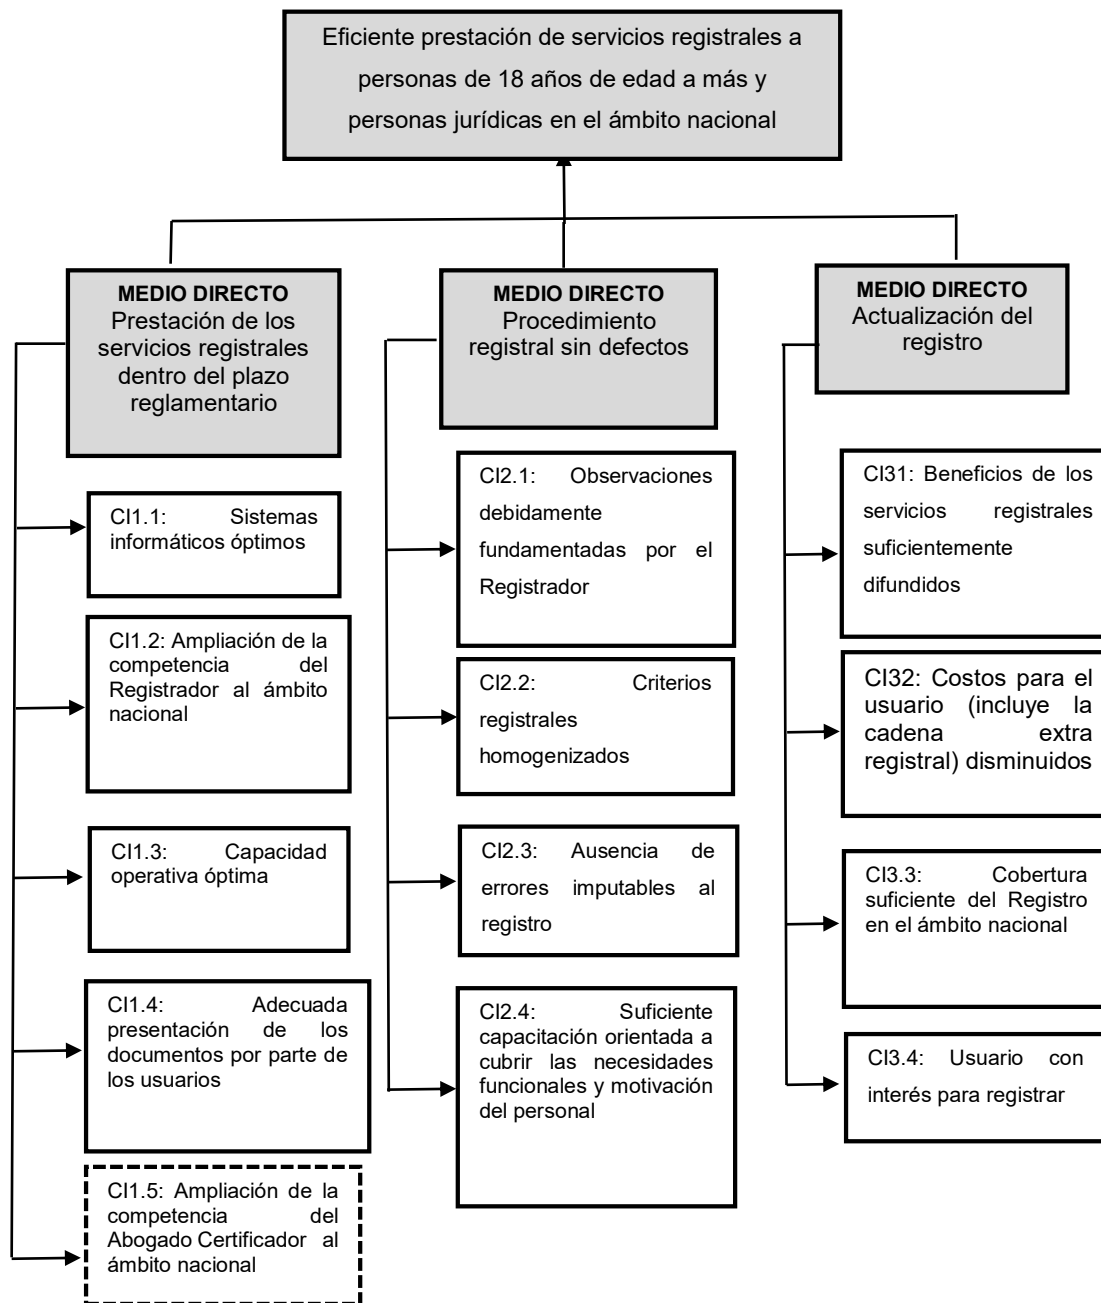 Eficiente prestación de servicios registrales a
personas de 18 años de edad a más y
personas jurídicas en el ámbito nacional
MEDIO DIRECTO
Prestación de los
servicios registrales
dentro del plazo
reglamentario
CI1.1: Sistemas
informáticos óptimos
CI1.2: Ampliación de la
competencia del
Registrador al ámbito
nacional
CI1.3: Capacidad
operativa óptima
CI1.4: Adecuada
presentación de los
documentos por parte de
los usuarios
CI1.5: Ampliación de la
competencia del
Abogado Certificador al
ámbito nacional
MEDIO DIRECTO
Procedimiento
registral sin defectos
CI2.1: Observaciones
debidamente
fundamentadas por el
Registrador
CI2.2: Criterios
registrales
homogenizados
CI2.3: Ausencia de
errores imputables al
registro
CI2.4: Suficiente
capacitación orientada a
cubrir las necesidades
funcionales y motivación
del personal
MEDIO DIRECTO
Actualización del
registro
CI31: Beneficios de los
servicios registrales
suficientemente
difundidos
CI32: Costos para el
usuario (incluye la
cadena extra
registral) disminuidos
CI3.3: Cobertura
suficiente del Registro
en el ámbito nacional
CI3.4: Usuario con
interés para registrar